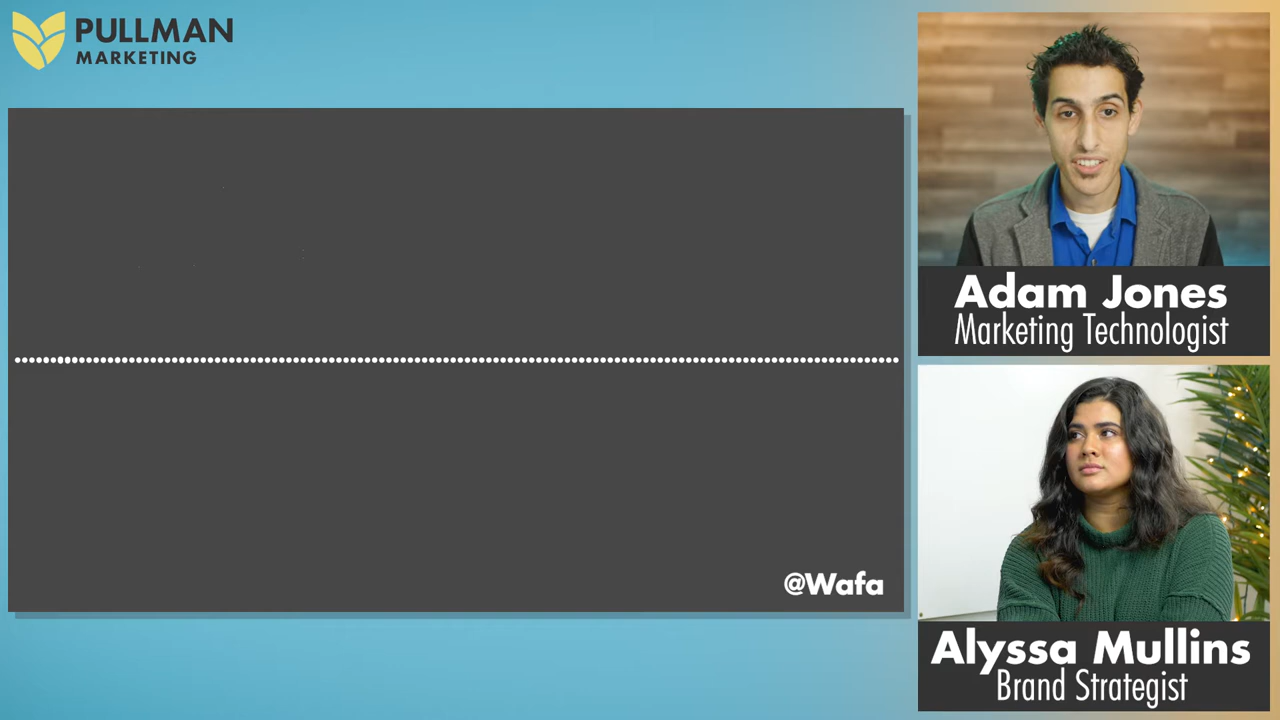 PULLMAN
MARKETING
@Wafa
Adam Jones
Marketing Technologist
Alyssa Mullins
Brand Strategist